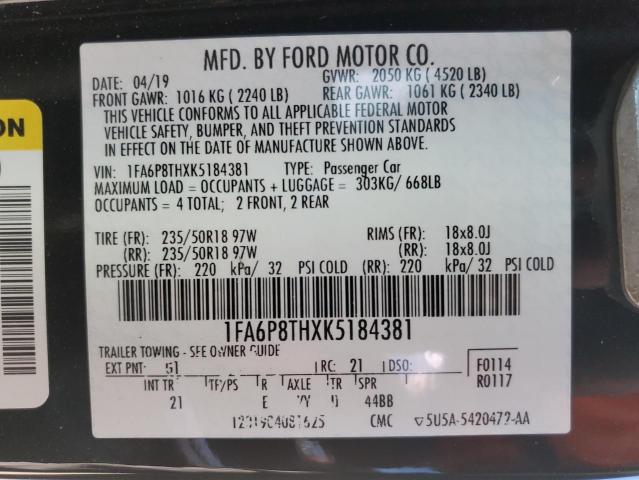 MFD. BY FORD MOTOR CO.
DATE: 04/19 GVWR: 2050 KG (4520 LB)
FRONT GAWR: 1016 KG (2240 LB) REAR GAWR: 1061 KG (2340 LB)
THIS VEHICLE CONFORMS TO ALL APPLICABLE FEDERAL MOTOR
VEHICLE SAFETY, BUMPER, AND THEFT PREVENTION STANDARDS
IN EFFECT ON THE DATE OF MANUFACTURE SHOWN ABOVE.
VIN: 1FA6P8THXK5184381 TYPE: Passenger Car
MAXIMUM LOAD = OCCUPANTS + LUGGAGE = 303KG/ 668LB
OCCUPANTS = 4 TOTAL; 2 FRONT, 2 REAR
TIRE (FR): 235/50R18 97W RIMS (FR): 18x8.0J
(RR): 235/50R18 97W (RR): 18x8.0J
PRESSURE (FR): 220 kPa/ 32 PSI COLD (RR): 220 kPa/ 32 PSI COLD
1FA6P8THXK5184381
TRAILER TOWING - SEE OWNER GUIDE
EXT PNT: 51 RC: 21 DSO: F0114
INT TR TP/PS R AXLE TR SPR R0117
21 E 44BB
CMC 5U5A-5420472-AA
ON